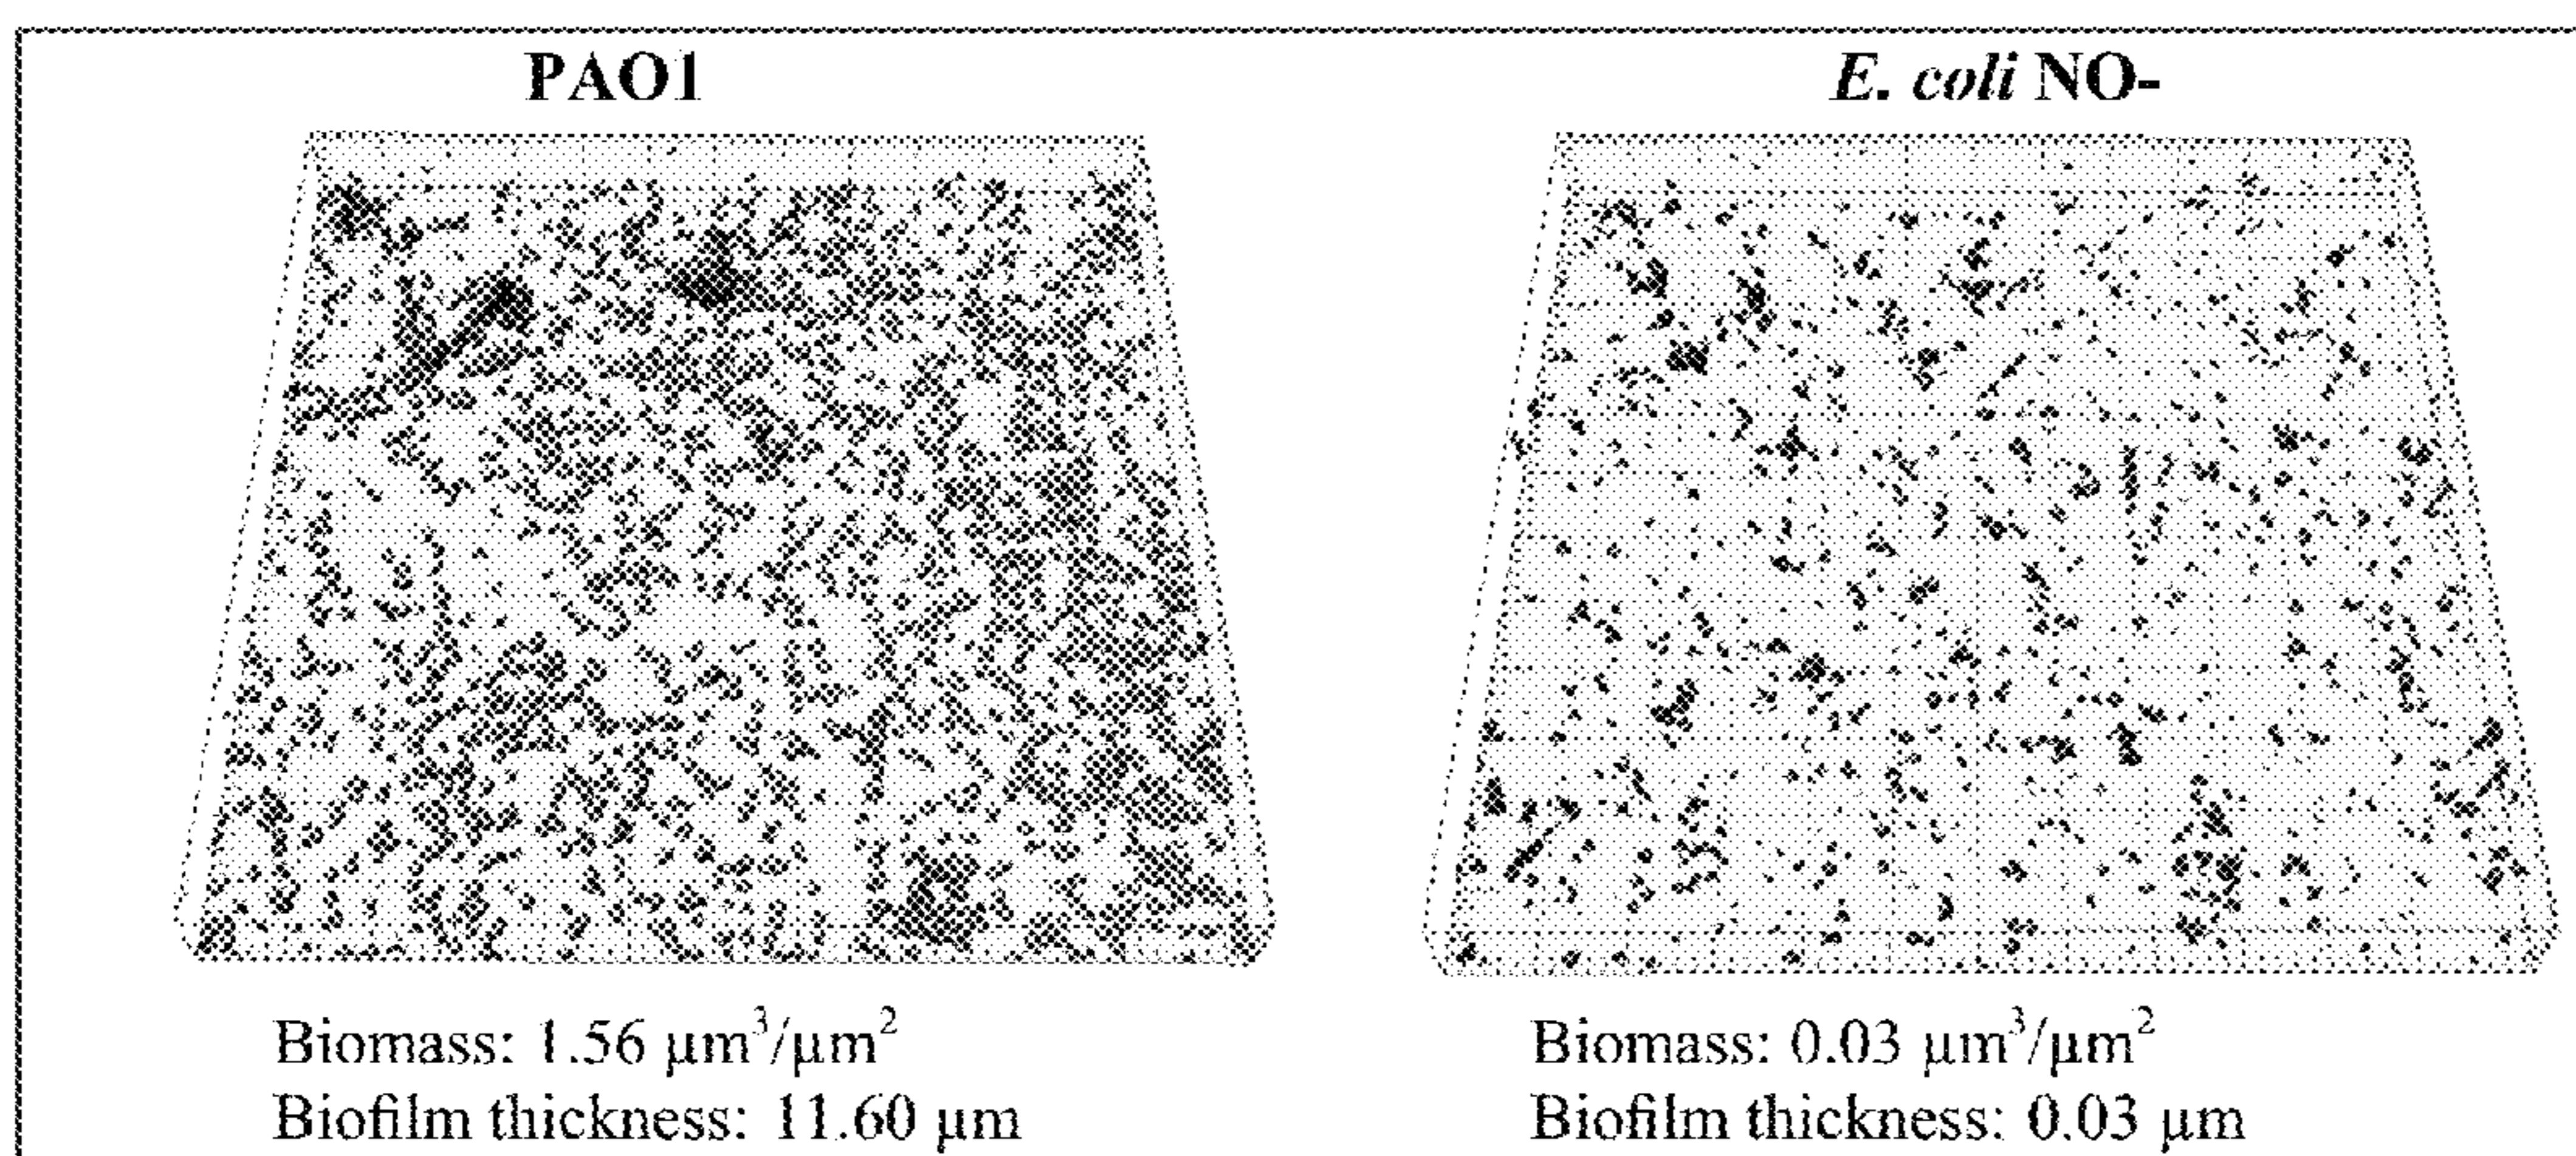 PAO1
E. coli NO-
Biomass: 1.56 μm³/μm²
Biofilm thickness: 11.60 μm
Biomass: 0.03 μm³/μm²
Biofilm thickness: 0.03 μm